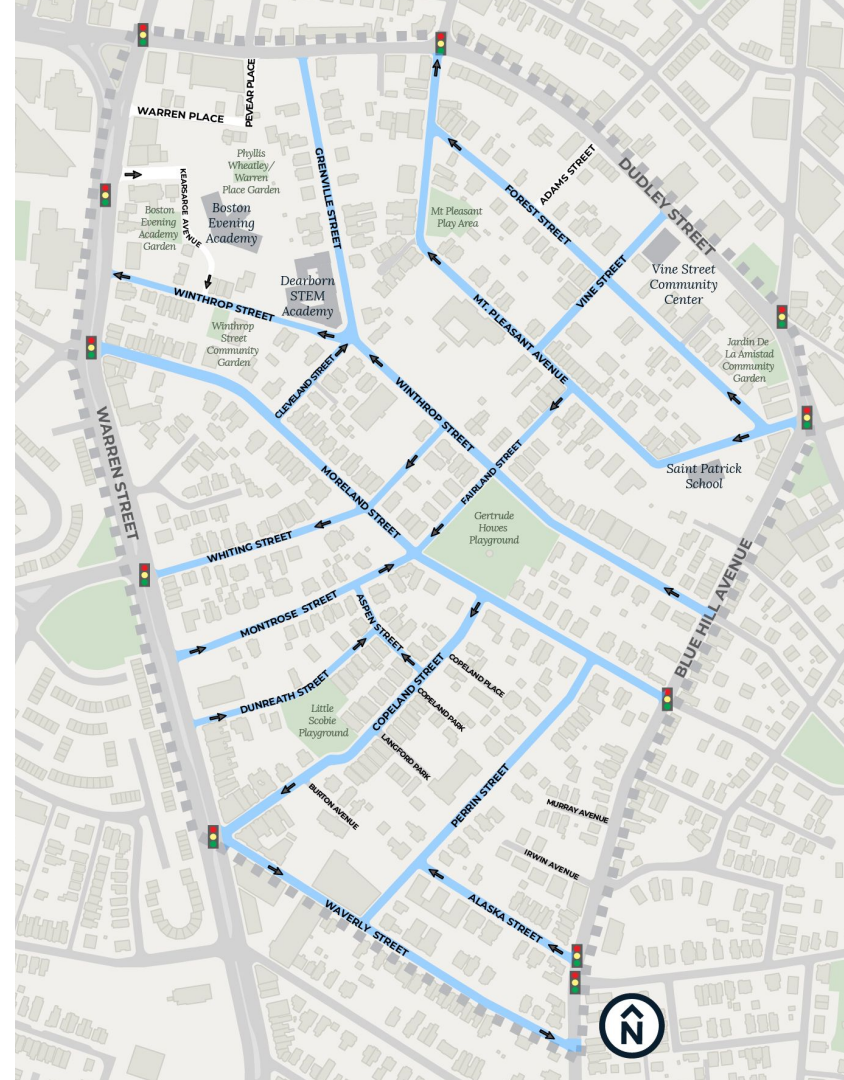 PEVEAR PLACE
WARREN PLACE
Phyllis
Wheatley/
Warren
Place Garden
GRENVILLE STREET
KEARSARGE AVENUE
Boston
Evening
Academy
Garden
Boston
Evening
Academy
Mt Pleasant
Play Area
FOREST STREET
ADAMS STREET
DUDLEY STREET
Vine Street
Community
Center
VINE STREET
Dearborn
STEM
Academy
WINTHROP STREET
Winthrop
Street
Community
Garden
MT. PLEASANT AVENUE
Jardin De
La Amistad
Community
Garden
CLEVELAND STREET
WINTHROP STREET
WARREN STREET
MORELAND STREET
FAIRLAND STREET
Saint Patrick
School
Gertrude
Howes
Playground
WHITING STREET
BLUE HILL AVENUE
MONTROSE STREET
ASPEN STREET
DUNREATH STREET
COPELAND STREET
COPELAND PLACE
COPELAND PARK
Little
Scobie
Playground
LANGFORD PARK
BURTON AVENUE
PERRIN STREET
MURRAY AVENUE
IRWIN AVENUE
ALASKA STREET
WAVERLY STREET
N